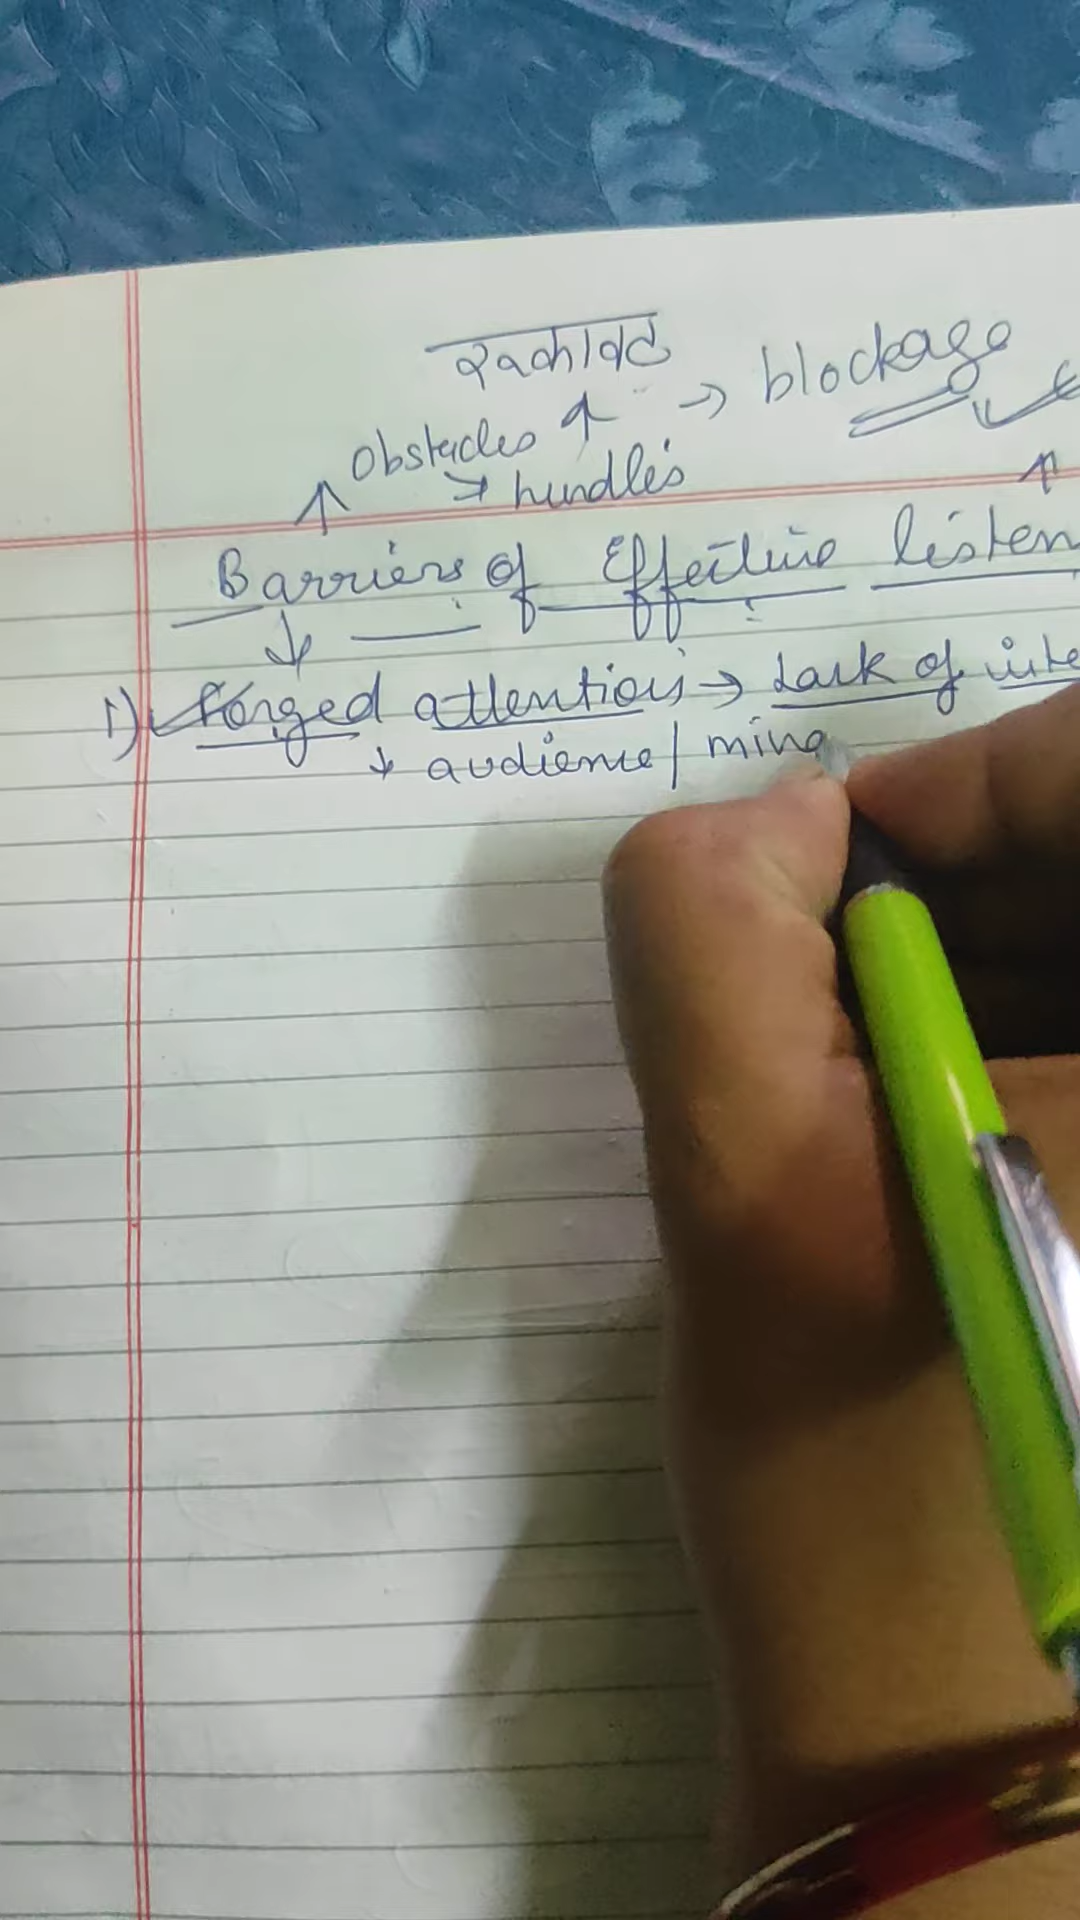 रुकावट
Obstacles → blockage
→ hurdles
Barriers of Effective listen
1) Forged attention → Lack of inte
↓ audience / mind